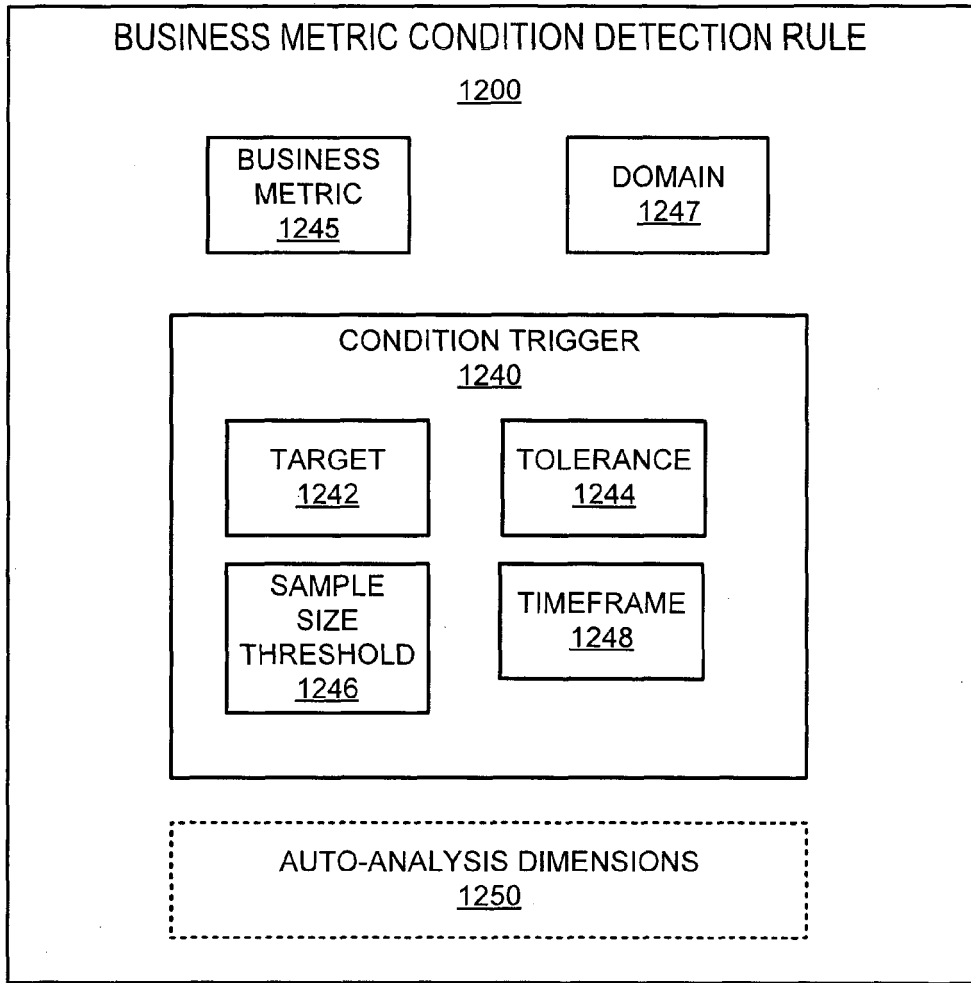 BUSINESS METRIC CONDITION DETECTION RULE
1200
BUSINESS
METRIC
1245
DOMAIN
1247
CONDITION TRIGGER
1240
TARGET
1242
TOLERANCE
1244
SAMPLE
SIZE
THRESHOLD
1246
TIMEFRAME
1248
AUTO-ANALYSIS DIMENSIONS
1250